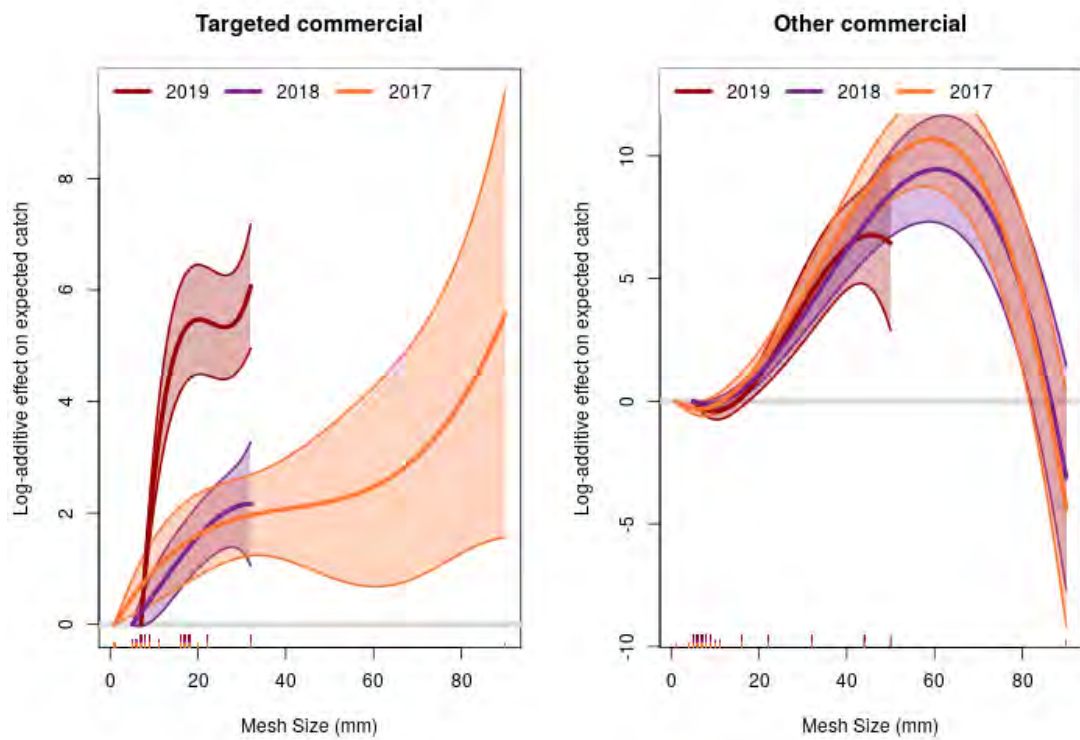 Targeted commercial
2019 2018 2017
Log-additive effect on expected catch
8
6
4
2
0
0 20 40 60 80
Mesh Size (mm)
Other commercial
2019 2018 2017
Log-additive effect on expected catch
10
5
0
-5
-10
0 20 40 60 80
Mesh Size (mm)